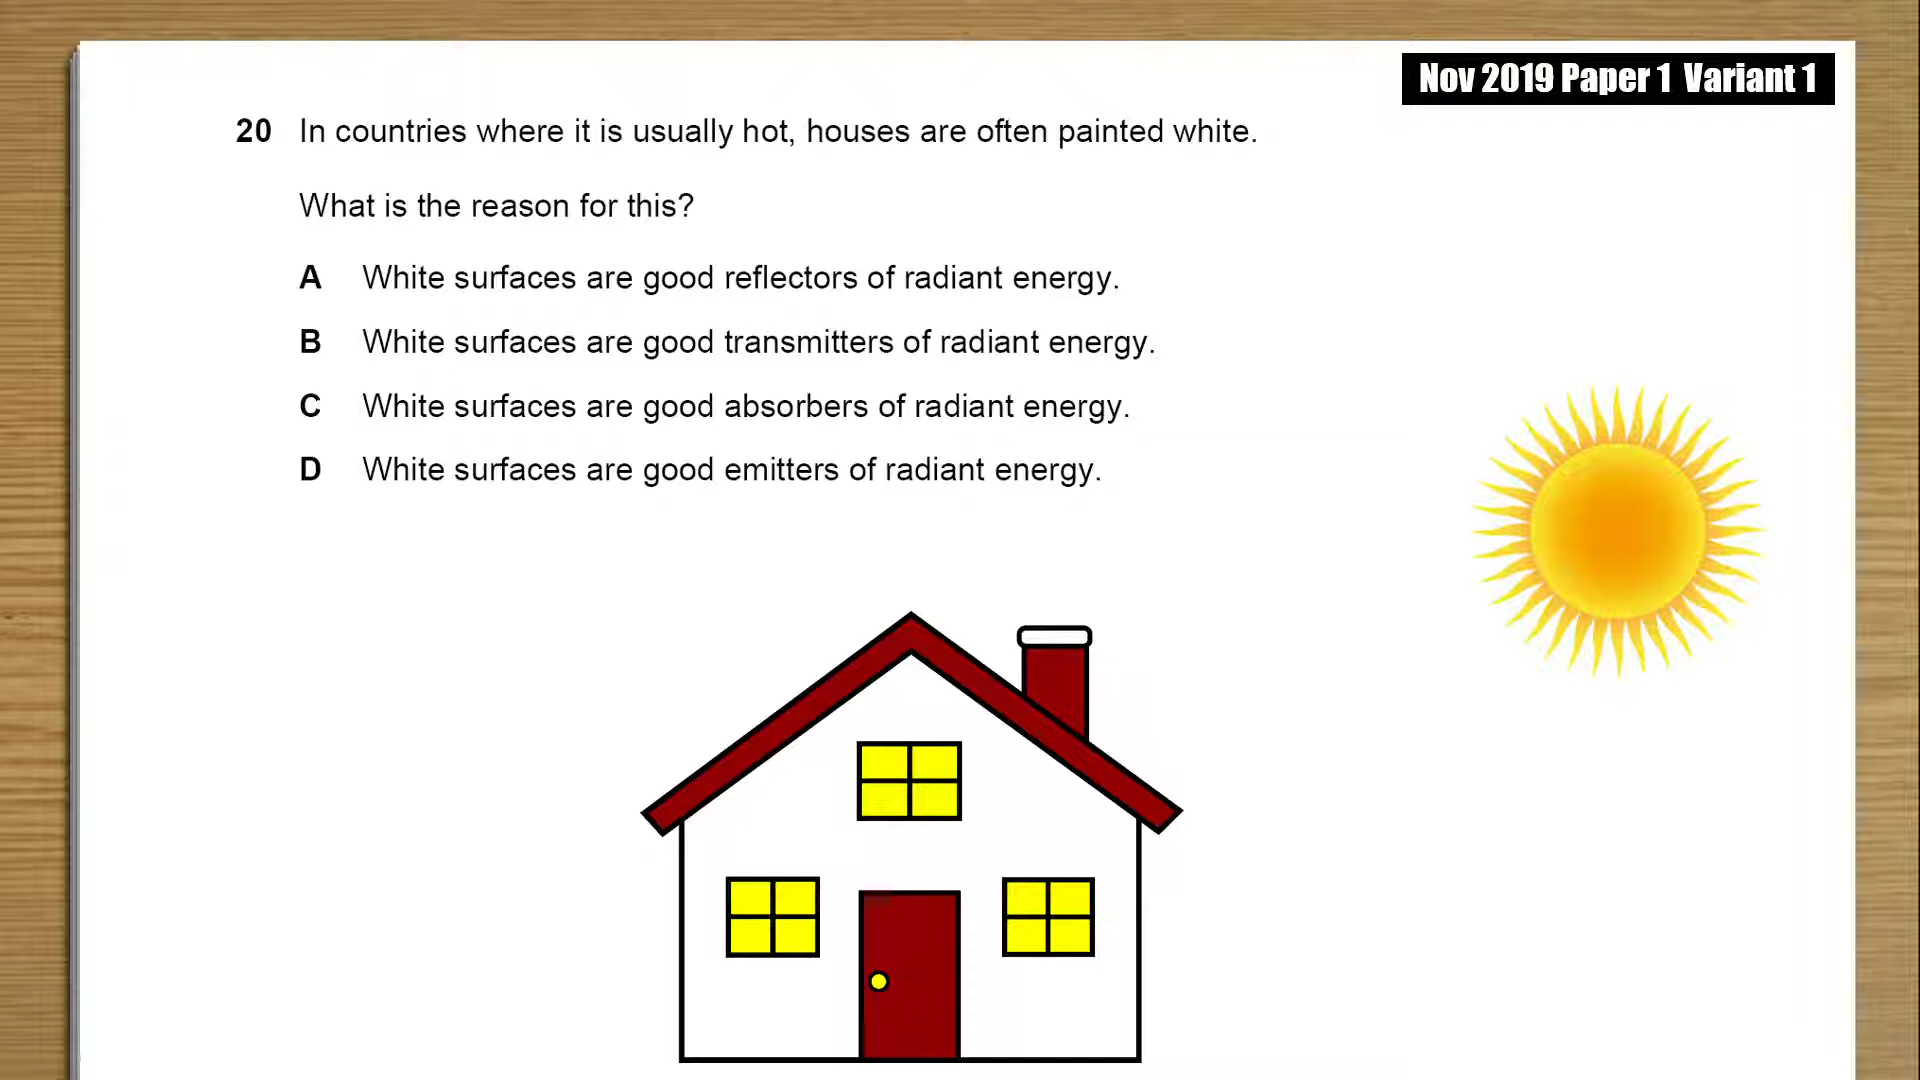 Nov 2019 Paper 1 Variant 1
20 In countries where it is usually hot, houses are often painted white.
What is the reason for this?
A White surfaces are good reflectors of radiant energy.
B White surfaces are good transmitters of radiant energy.
C White surfaces are good absorbers of radiant energy.
D White surfaces are good emitters of radiant energy.